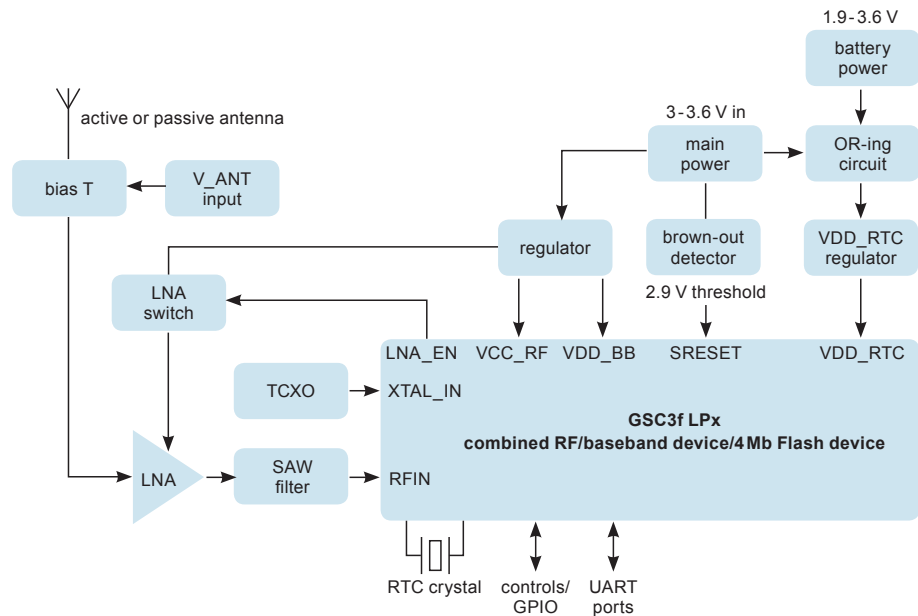 1.9-3.6 V
battery
power
active or passive antenna
3-3.6 V in
main
power
OR-ing
circuit
bias T
V_ANT
input
regulator
brown-out
detector
VDD_RTC
regulator
2.9 V threshold
LNA
switch
LNA_EN
VCC_RF
VDD_BB
SRESET
VDD_RTC
TCXO
XTAL_IN
GSC3f LPx
combined RF/baseband device/4 Mb Flash device
LNA
SAW
filter
RFIN
RTC crystal
controls/
GPIO
UART
ports